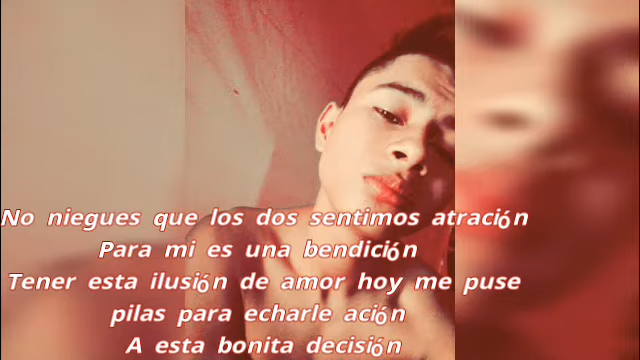 No niegues que los dos sentimos atración
Para mi es una bendición
Tener esta ilusión de amor hoy me puse
pilas para echarle ación
A esta bonita decisión